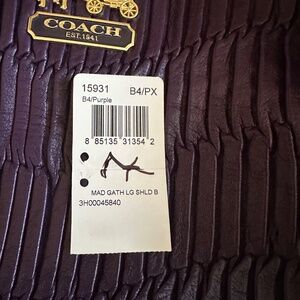 COACH
EST. 1941
15931 B4/PX
B4/Purple
8 85135 31354 2
MAD GATH LG SHLD B
3H00045840